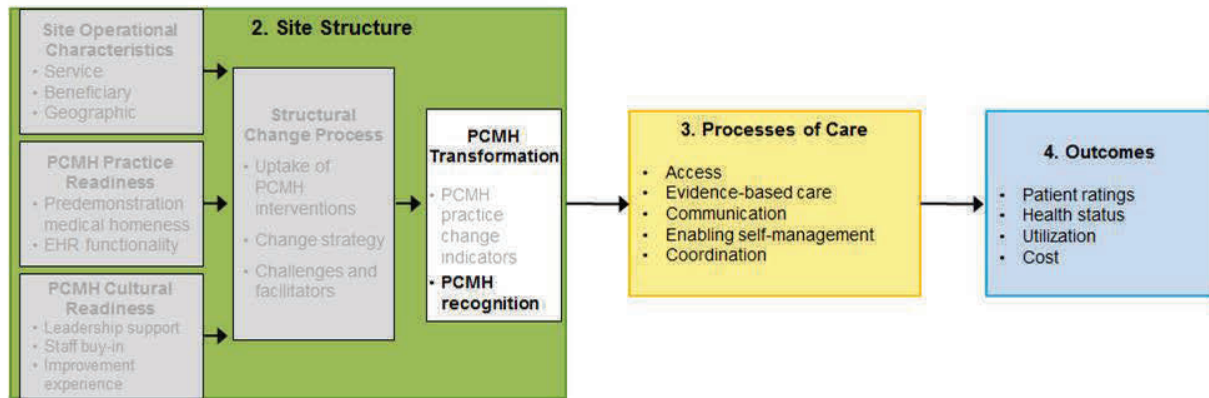 2. Site Structure
Site Operational
Characteristics
• Service
• Beneficiary
• Geographic
PCMH Practice
Readiness
• Predemonstration
medical homeness
• EHR functionality
PCMH Cultural
Readiness
• Leadership support
• Staff buy-in
• Improvement
experience
Structural
Change Process
• Uptake of
PCMH
interventions
• Change strategy
• Challenges and
facilitators
PCMH
Transformation
• PCMH
practice
change
indicators
• PCMH
recognition
3. Processes of Care
• Access
• Evidence-based care
• Communication
• Enabling self-management
• Coordination
4. Outcomes
• Patient ratings
• Health status
• Utilization
• Cost